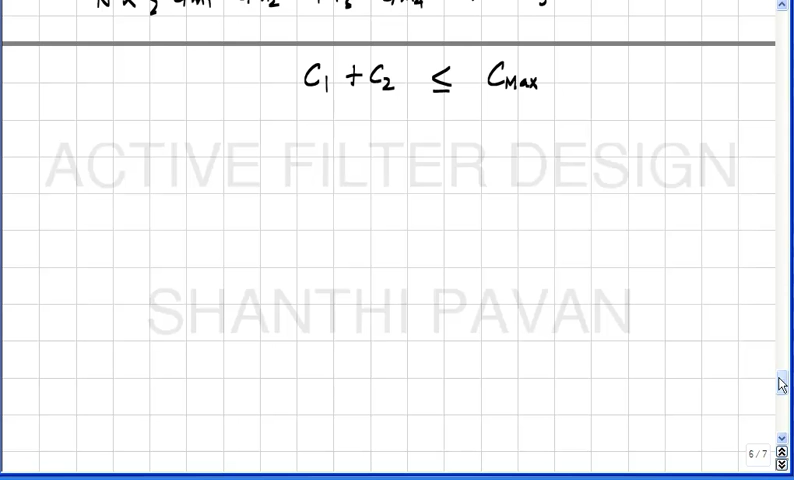 C1 + C2 ≤ CMax
ACTIVE FILTER DESIGN
SHANTHI PAVAN
6 / 7